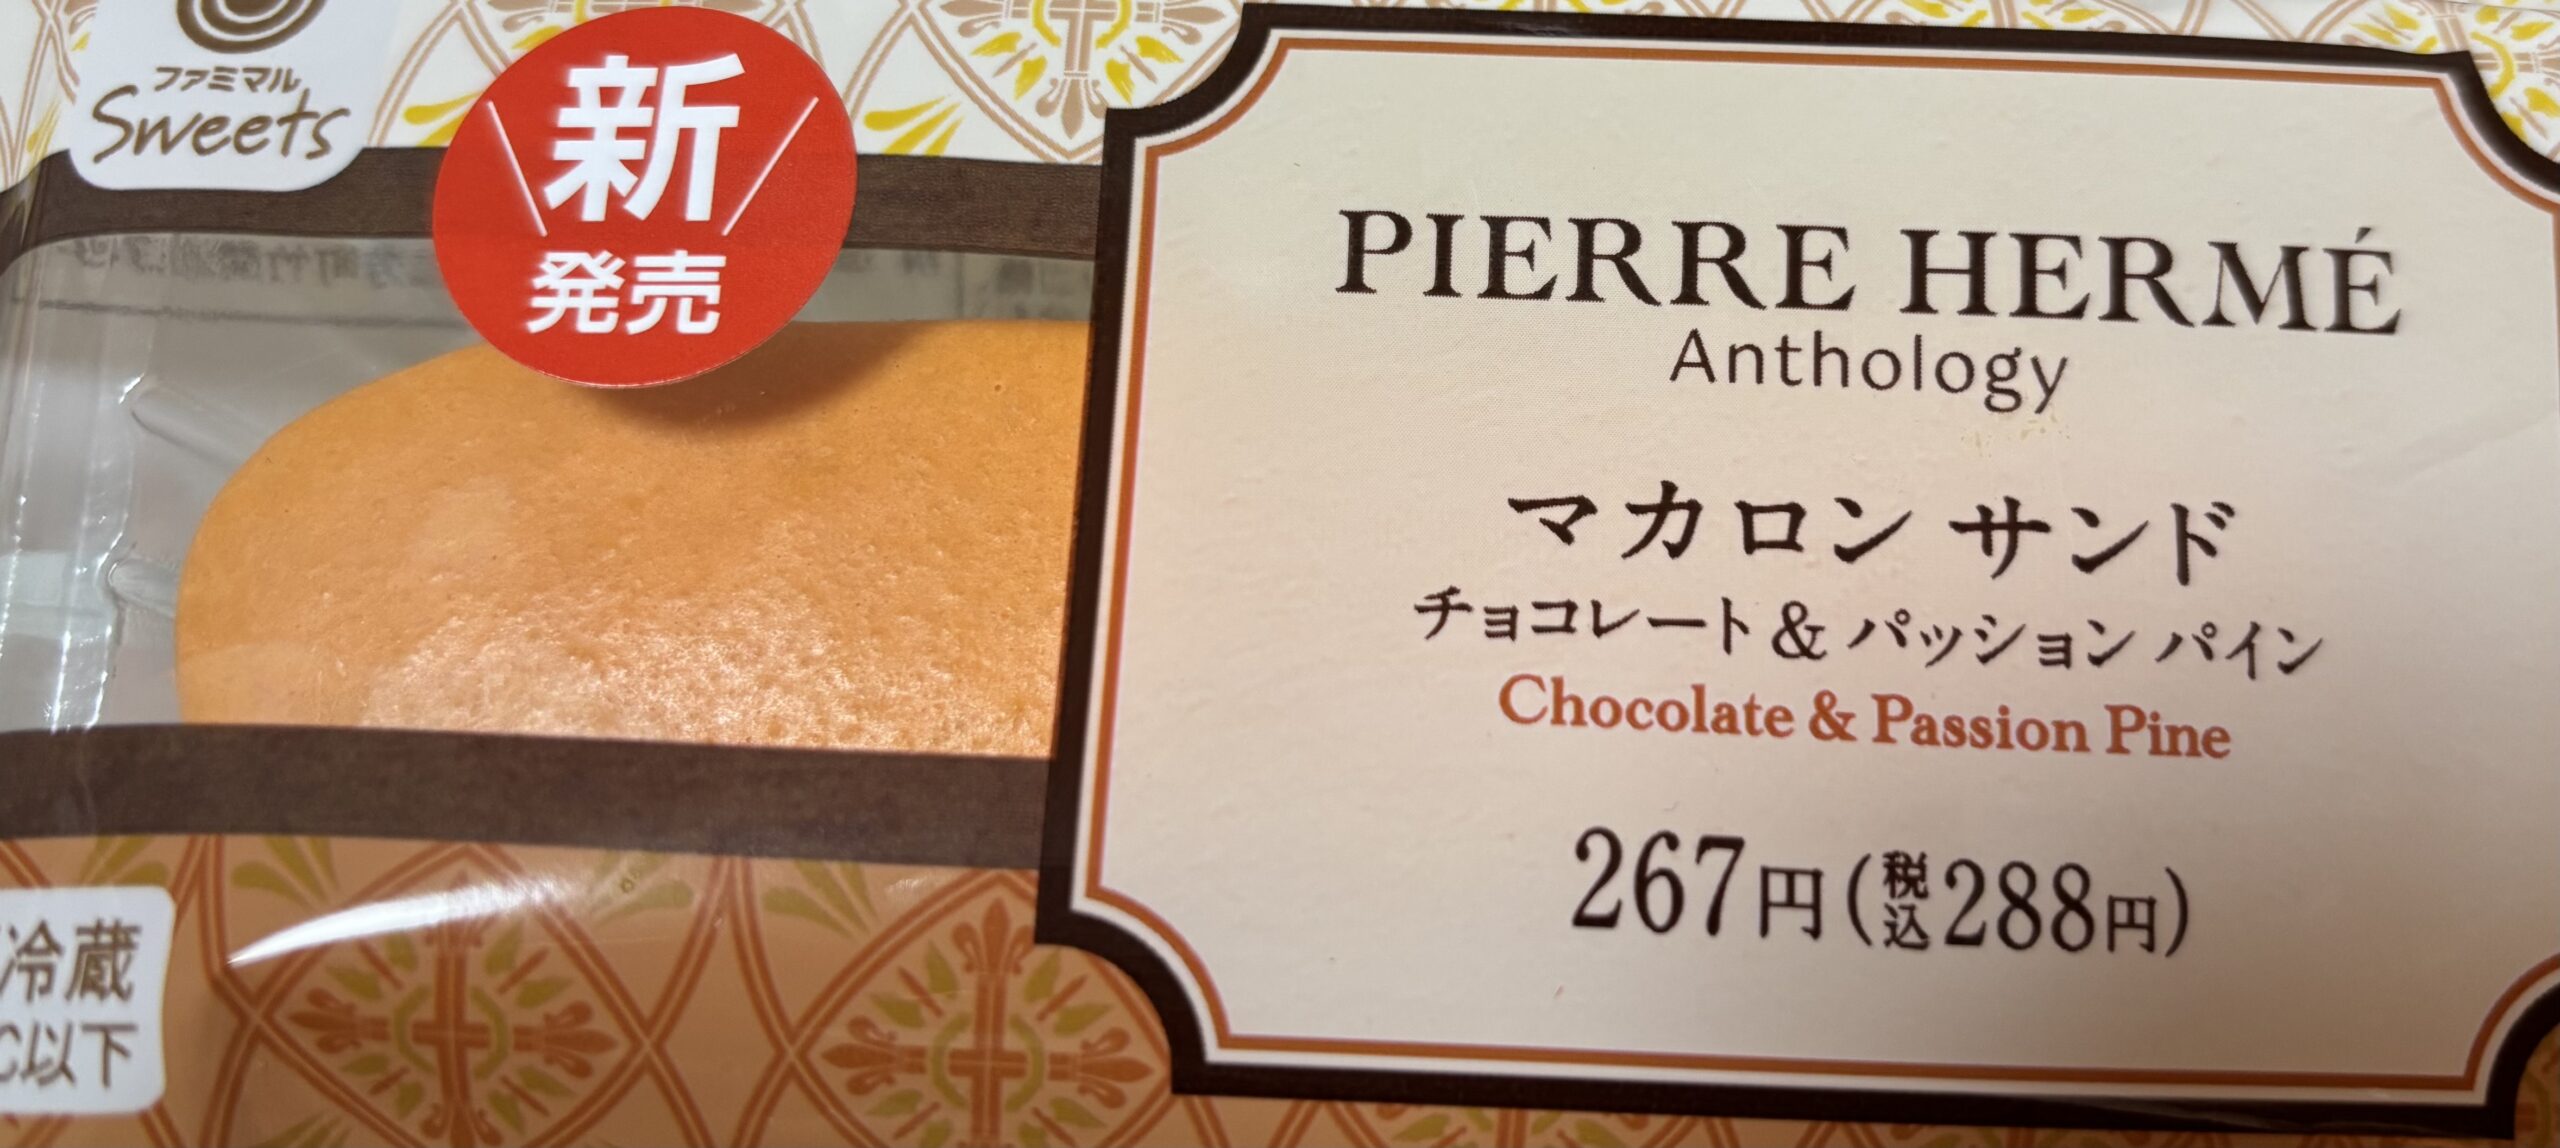 ファミマル
Sweets
新
発売
PIERRE HERMÉ
Anthology
マカロン サンド
チョコレート & パッション パイン
Chocolate & Passion Pine
267円(税込288円)
冷蔵
以下